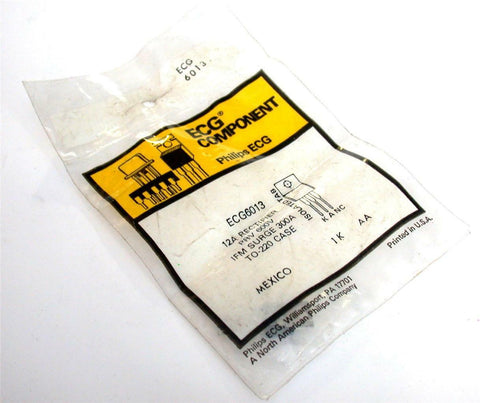 ECG
6013
ECG®
COMPONENT
Philips ECG
ECG6013
12A RECTIFIER
PRV 600V
IFM SURGE 300A
TO-220 CASE
ISOLATED TAB
K A NC
1K AA
MEXICO
Printed in U.S.A.
Philips ECG, Williamsport, PA 17701
A North American Philips Company